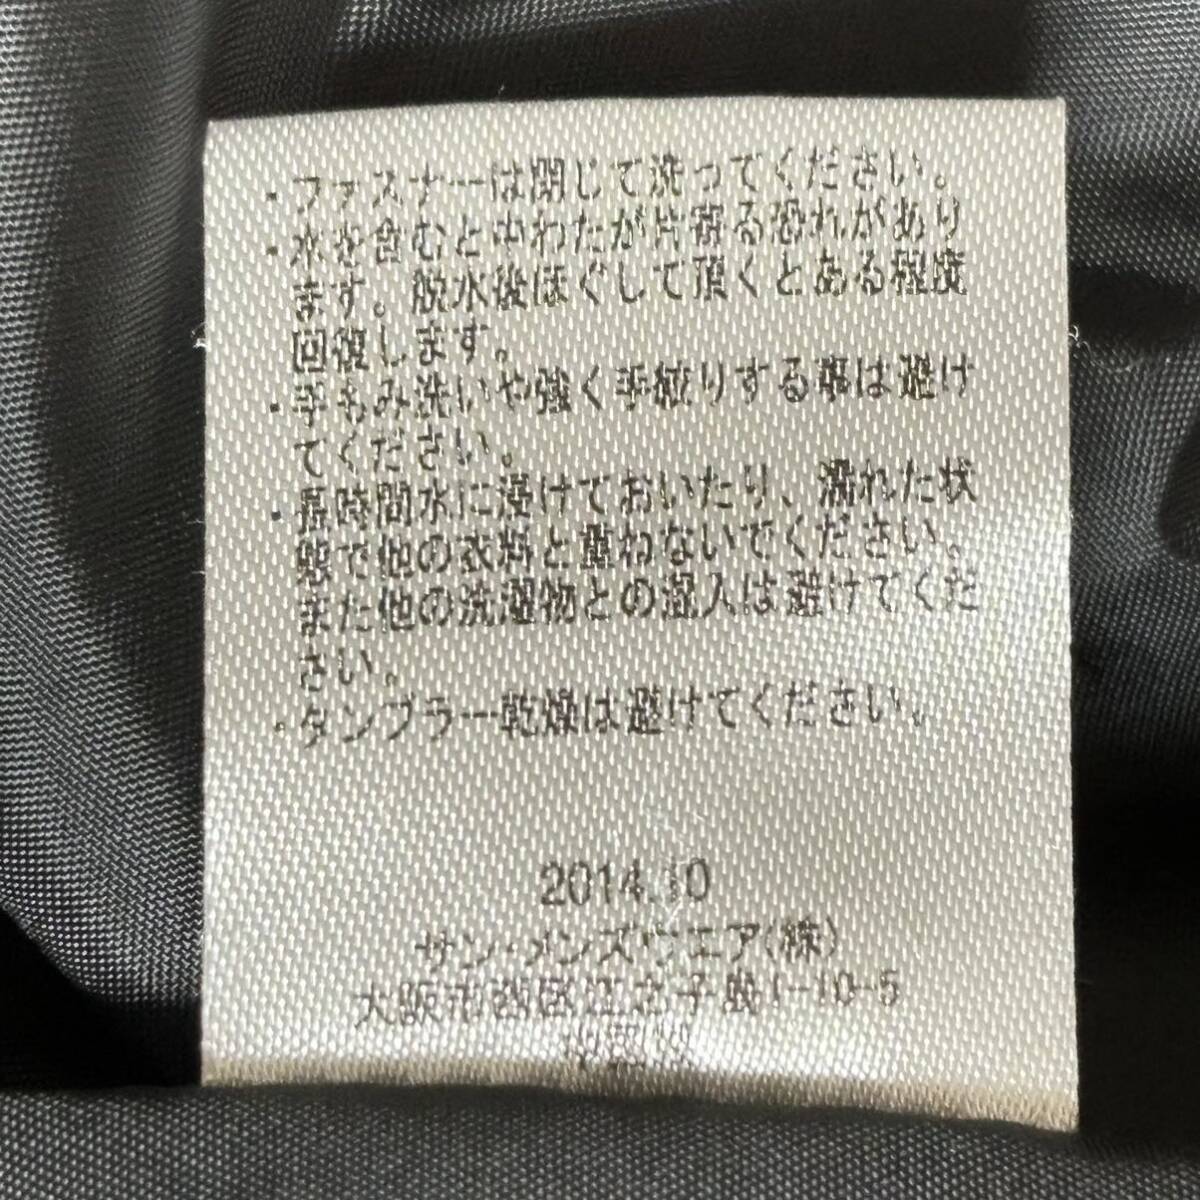 ・ファスナーは閉じて洗ってください。
・水を含むと中わたが片寄る恐れがあり
ます。脱水後ほぐして頂くとある程度
回復します。
・手もみ洗いや強く手絞りする事は避け
てください。
・長時間水に浸けておいたり、濡れた状
態で他の衣料と重ねないでください。
また他の洗濯物との混入は避けてくだ
さい。
・タンブラー乾燥は避けてください。
2014.10
サン・メンズウエア(株)
大阪市西区江之子島1-10-5
中国製